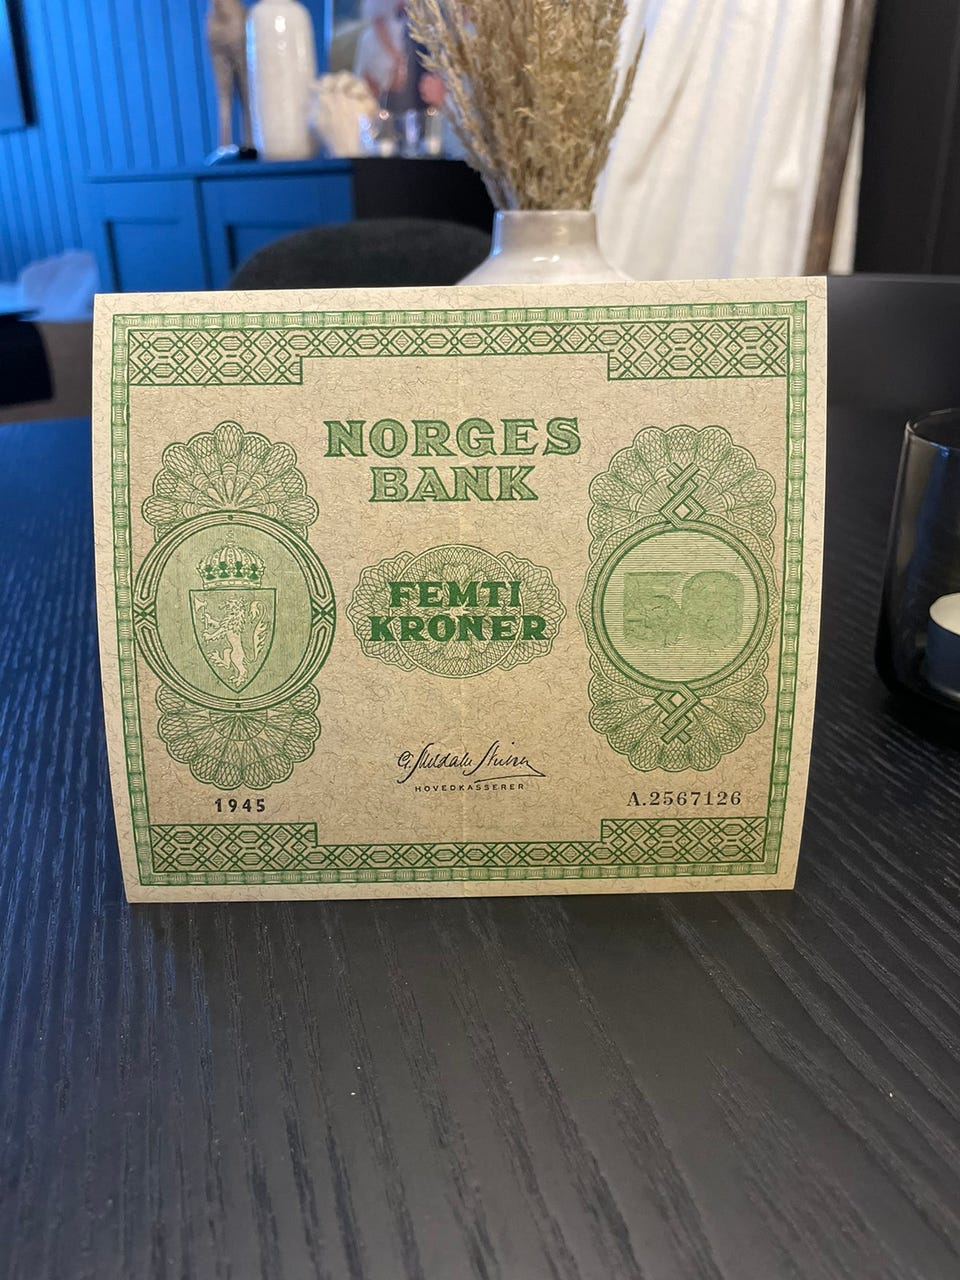 NORGES
BANK
FEMTI
KRONER
50
HOVEDKASSERER
1945
A.2567126